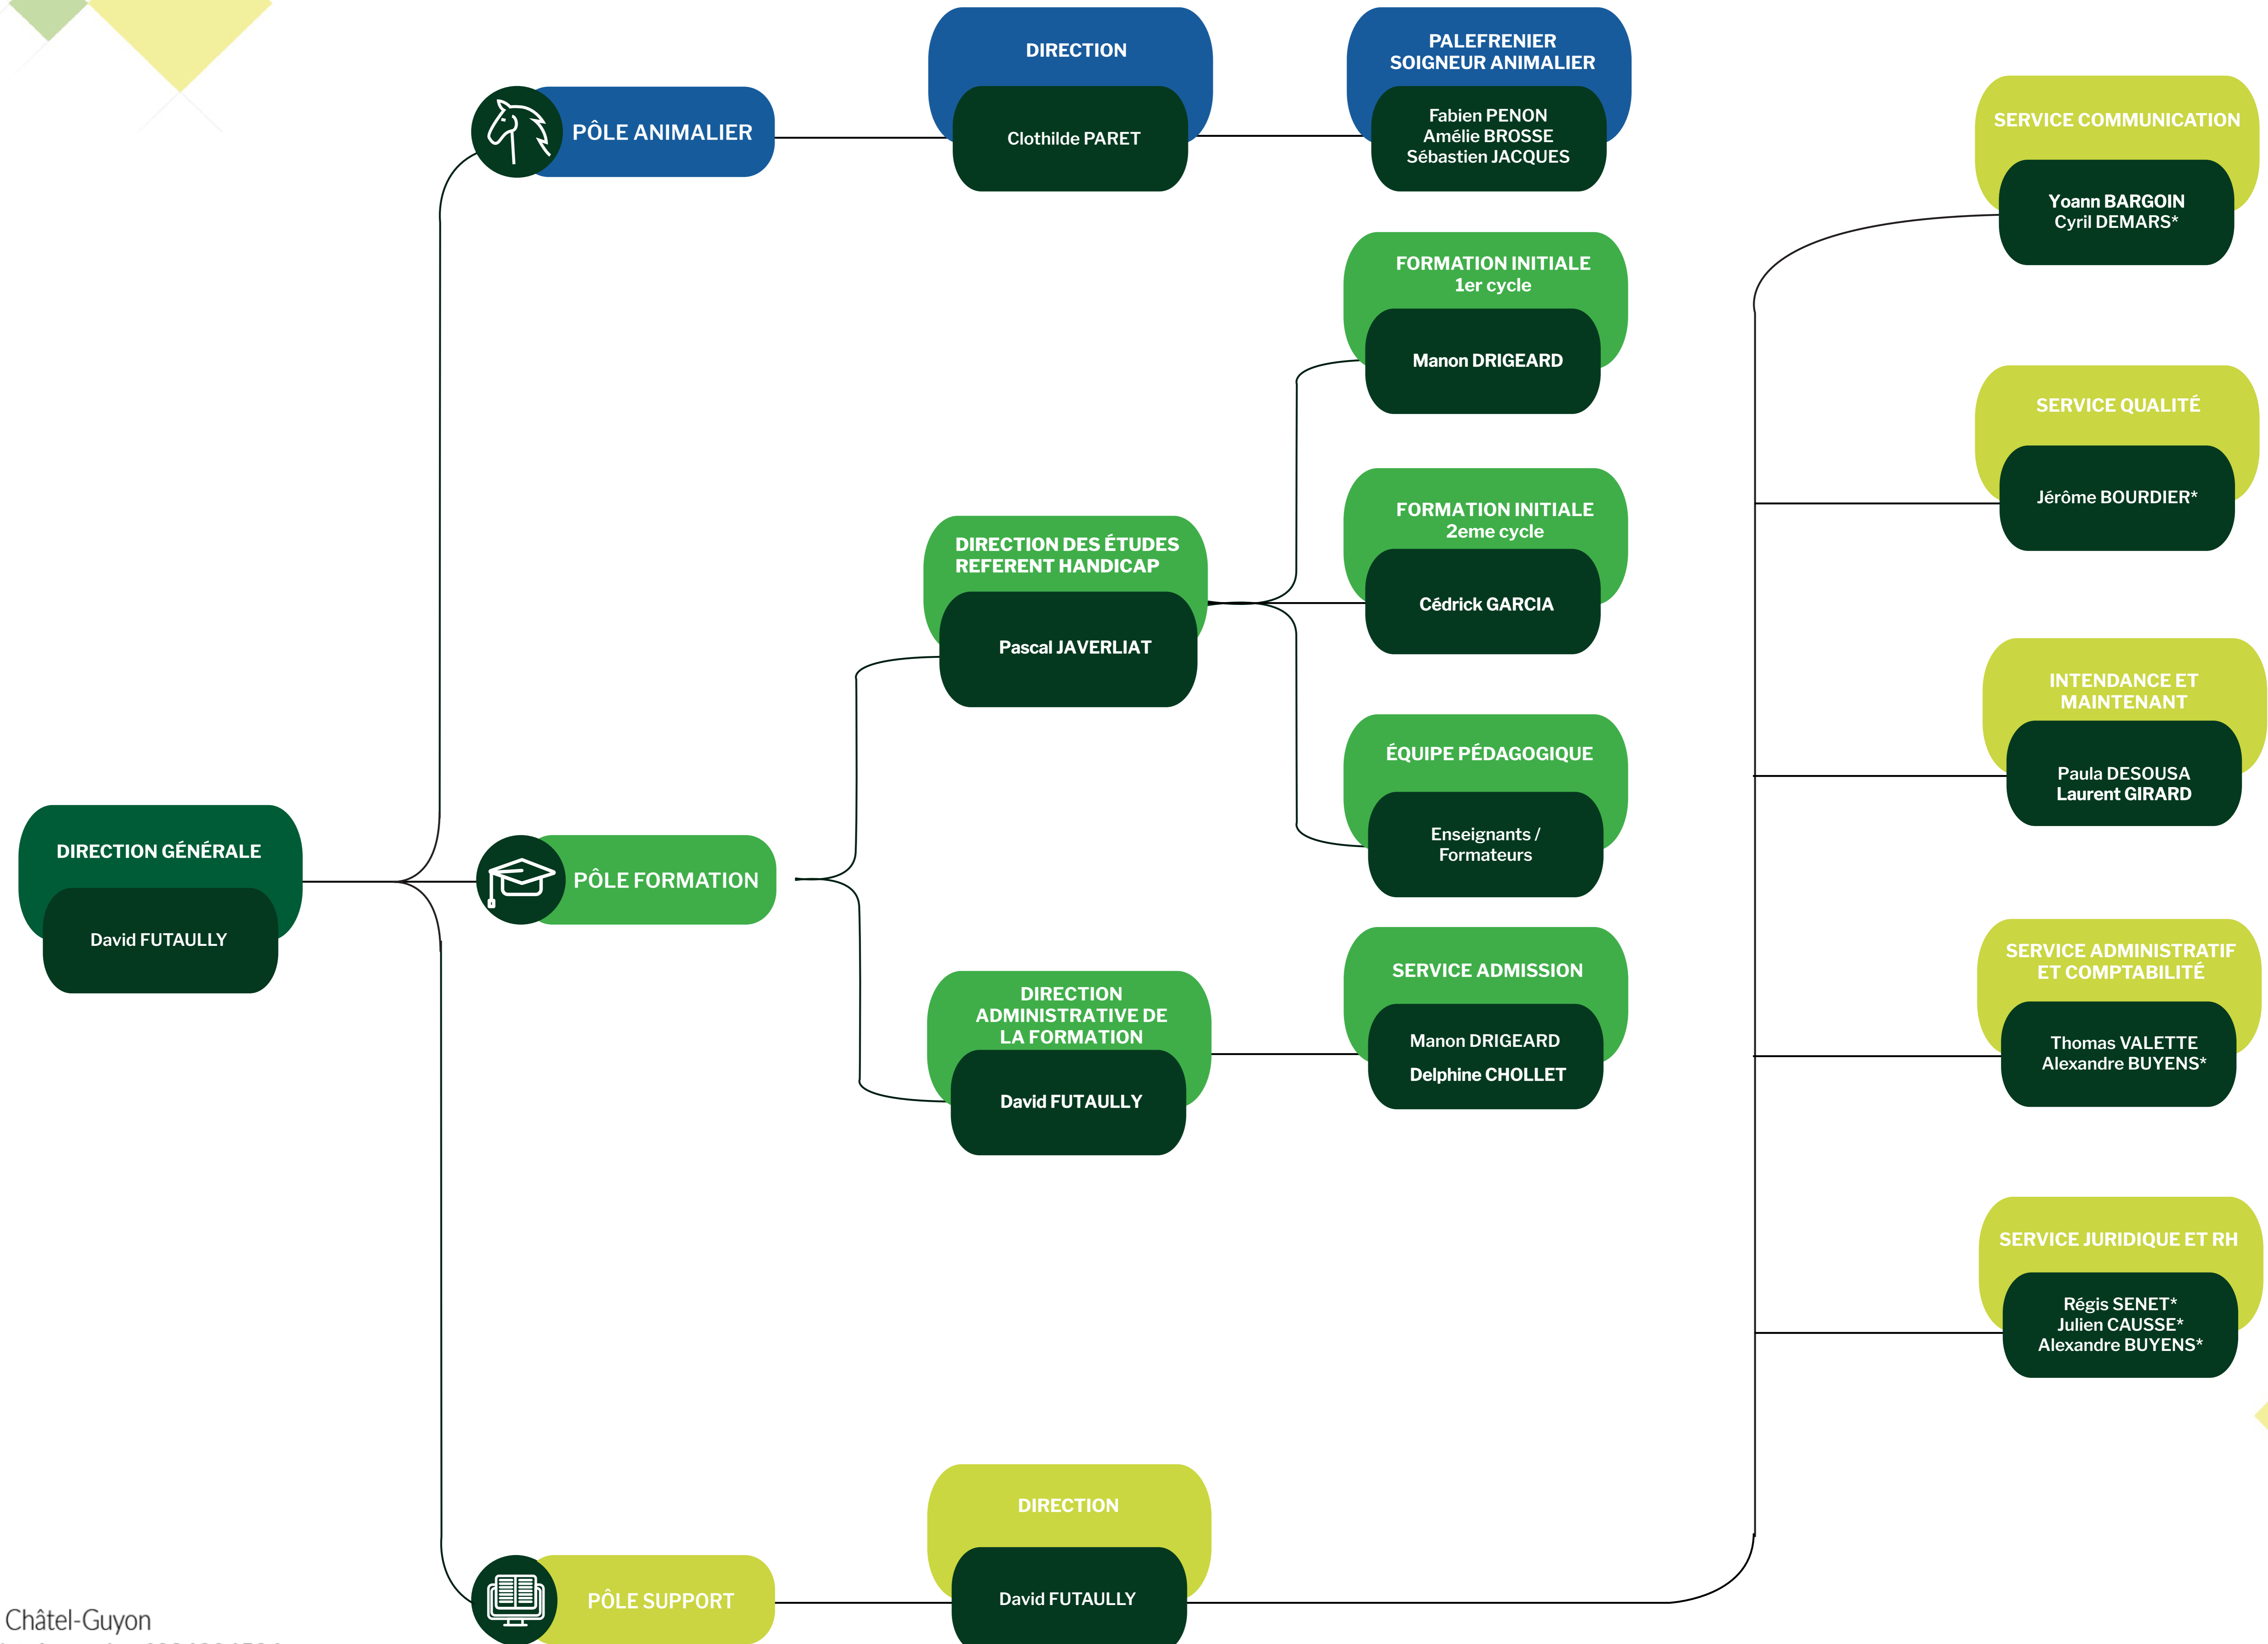 DIRECTION GÉNÉRALE
David FUTAULLY
PÔLE ANIMALIER
DIRECTION
Clothilde PARET
PALEFRENIER
SOIGNEUR ANIMALIER
Fabien PENON
Amélie BROSSE
Sébastien JACQUES
PÔLE FORMATION
DIRECTION DES ÉTUDES
REFERENT HANDICAP
Pascal JAVERLIAT
FORMATION INITIALE
1er cycle
Manon DRIGEARD
FORMATION INITIALE
2eme cycle
Cédrick GARCIA
ÉQUIPE PÉDAGOGIQUE
Enseignants /
Formateurs
DIRECTION
ADMINISTRATIVE DE
LA FORMATION
David FUTAULLY
SERVICE ADMISSION
Manon DRIGEARD
Delphine CHOLLET
PÔLE SUPPORT
DIRECTION
David FUTAULLY
SERVICE COMMUNICATION
Yoann BARGOIN
Cyril DEMARS*
SERVICE QUALITÉ
Jérôme BOURDIER*
INTENDANCE ET
MAINTENANT
Paula DESOUSA
Laurent GIRARD
SERVICE ADMINISTRATIF
ET COMPTABILITÉ
Thomas VALETTE
Alexandre BUYENS*
SERVICE JURIDIQUE ET RH
Régis SENET*
Julien CAUSSE*
Alexandre BUYENS*
Châtel-Guyon